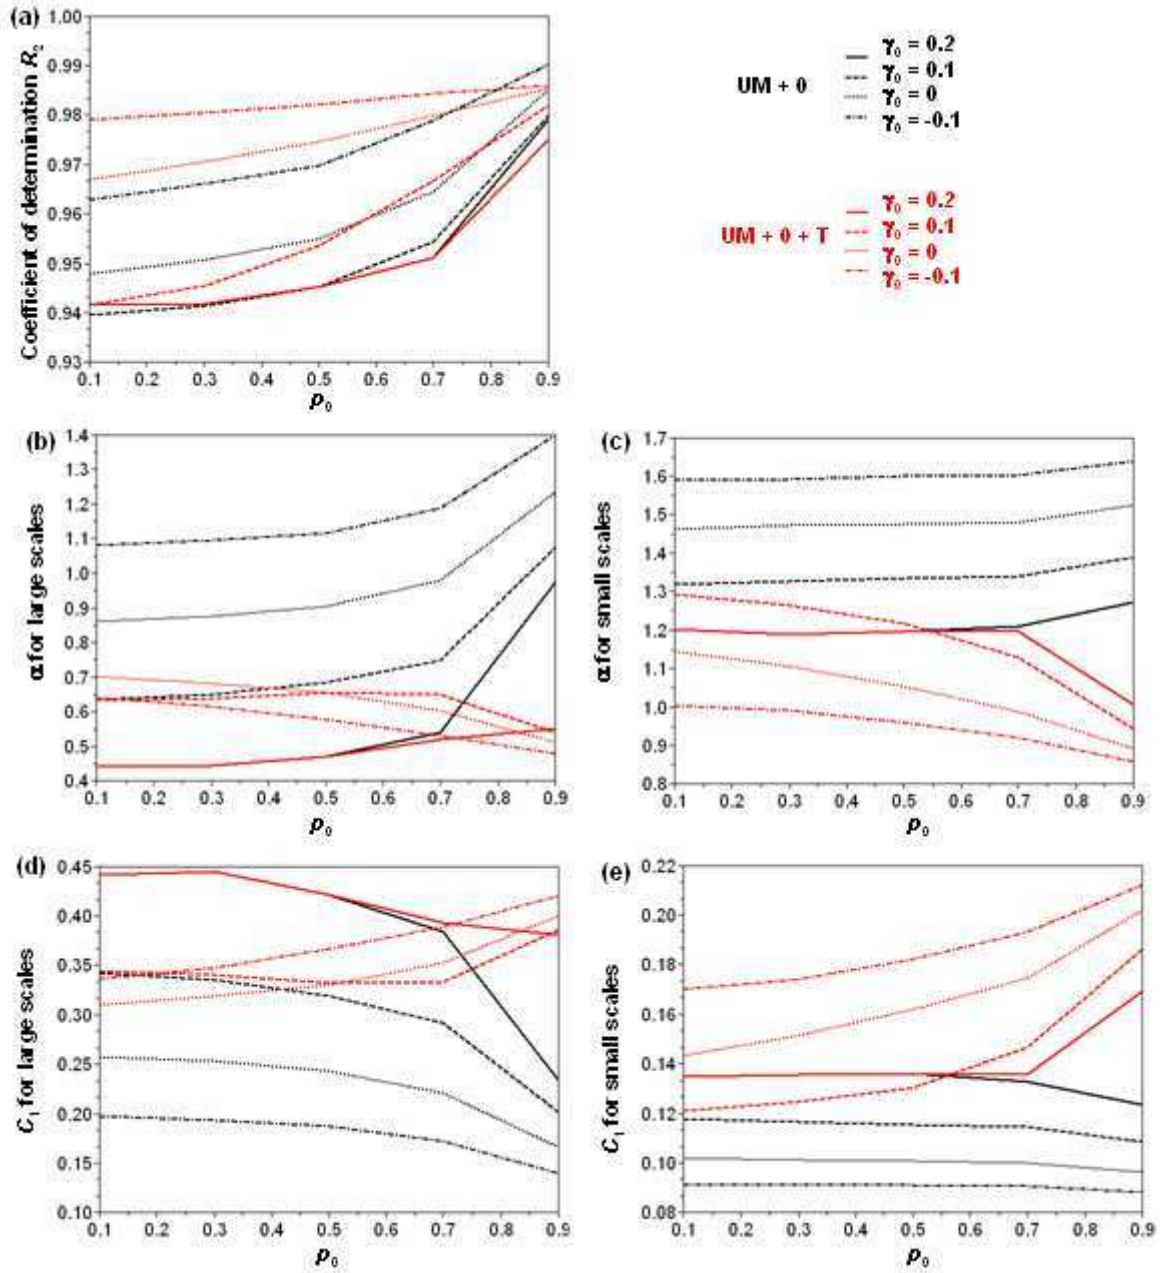 (a)
Coefficient of determination R₂
1.00
0.99
0.98
0.97
0.96
0.95
0.94
0.93
0.1 0.2 0.3 0.4 0.5 0.6 0.7 0.8 0.9
p₀
UM + 0
γ₀ = 0.2
γ₀ = 0.1
γ₀ = 0
γ₀ = -0.1
UM + 0 + T
γ₀ = 0.2
γ₀ = 0.1
γ₀ = 0
γ₀ = -0.1
(b)
α for large scales
1.4
1.3
1.2
1.1
1.0
0.9
0.8
0.7
0.6
0.5
0.4
0.1 0.2 0.3 0.4 0.5 0.6 0.7 0.8 0.9
p₀
(c)
α for small scales
1.7
1.6
1.5
1.4
1.3
1.2
1.1
1.0
0.9
0.8
0.1 0.2 0.3 0.4 0.5 0.6 0.7 0.8 0.9
p₀
(d)
C₁ for large scales
0.45
0.40
0.35
0.30
0.25
0.20
0.15
0.10
0.1 0.2 0.3 0.4 0.5 0.6 0.7 0.8 0.9
p₀
(e)
C₁ for small scales
0.22
0.20
0.18
0.16
0.14
0.12
0.10
0.08
0.1 0.2 0.3 0.4 0.5 0.6 0.7 0.8 0.9
p₀